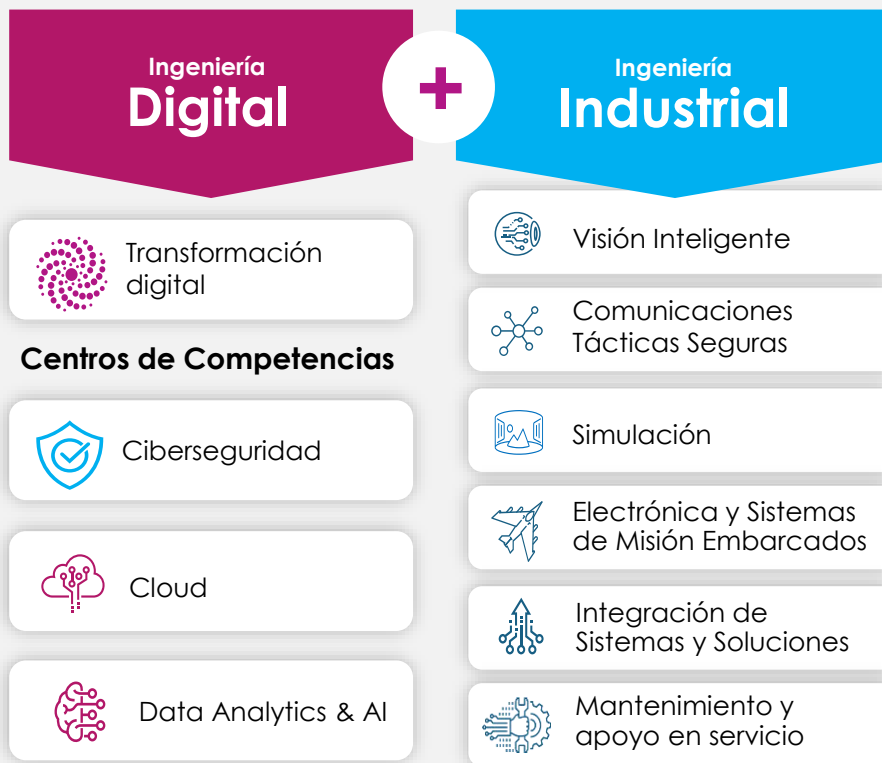 Ingeniería
Digital
+
Ingeniería
Industrial
Transformación
digital
Centros de Competencias
Ciberseguridad
Cloud
Data Analytics & AI
Visión Inteligente
Comunicaciones
Tácticas Seguras
Simulación
Electrónica y Sistemas
de Misión Embarcados
Integración de
Sistemas y Soluciones
Mantenimiento y
apoyo en servicio